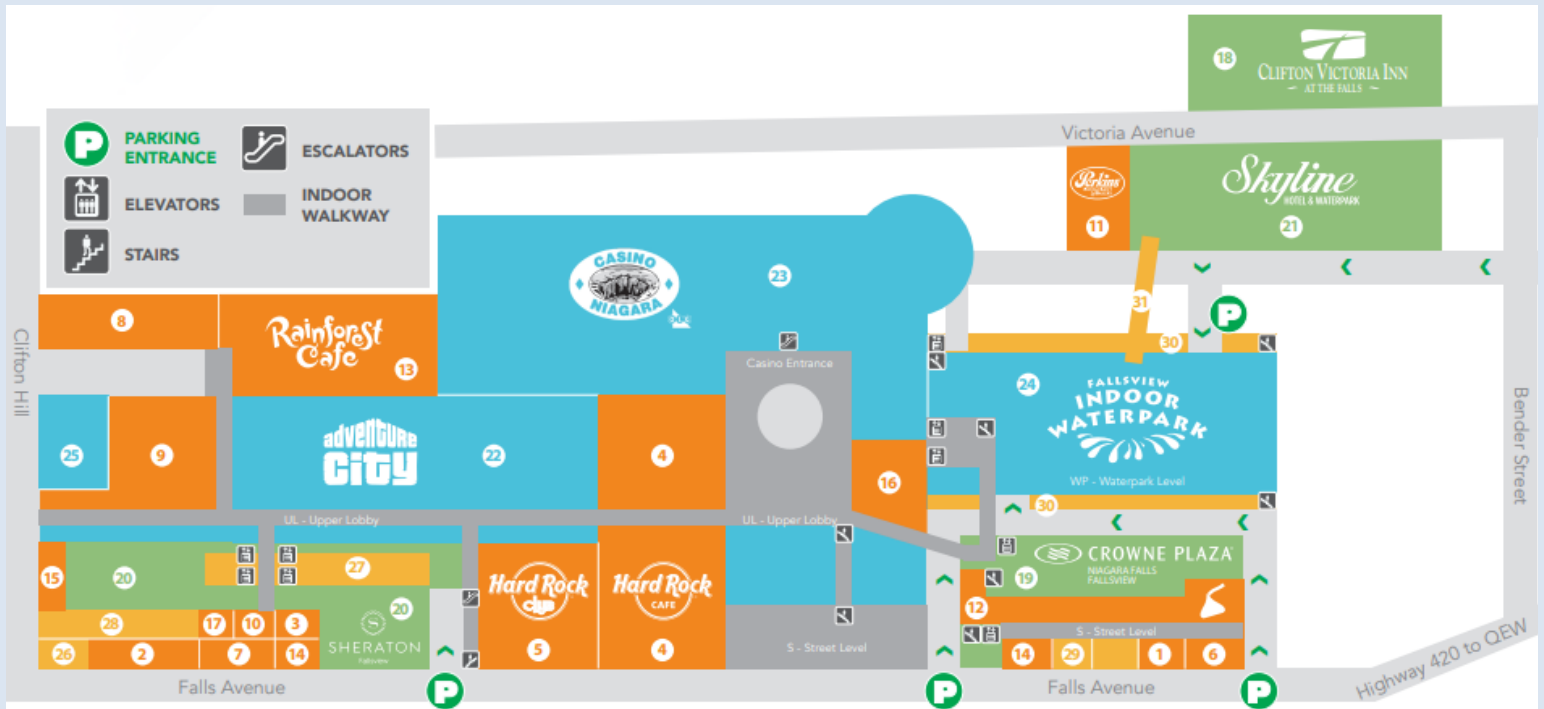 18
CLIFTON VICTORIA INN
AT THE FALLS
Victoria Avenue
P
PARKING
ENTRANCE
ESCALATORS
ELEVATORS
INDOOR
WALKWAY
STAIRS
Perkins
11
Skyline
HOTEL & WATERPARK
21
CASINO
NIAGARA
23
Clifton Hill
8
RAINFOREST
CAFE
13
Casino Entrance
31
P
30
24
FALLSVIEW
INDOOR
WATERPARK
WP - Waterpark Level
Bender Street
25
9
adventure
city
22
4
16
30
UL - Upper Lobby
UL - Upper Lobby
15
20
27
20
SHERATON
Fallsview
28
17
10
3
26
2
7
14
Hard Rock
club
5
Hard Rock
CAFE
4
S - Street Level
19
CROWNE PLAZA
NIAGARA FALLS
FALLSVIEW
12
S - Street Level
14
29
1
6
Falls Avenue
P
P
Falls Avenue
P
Highway 420 to QEW